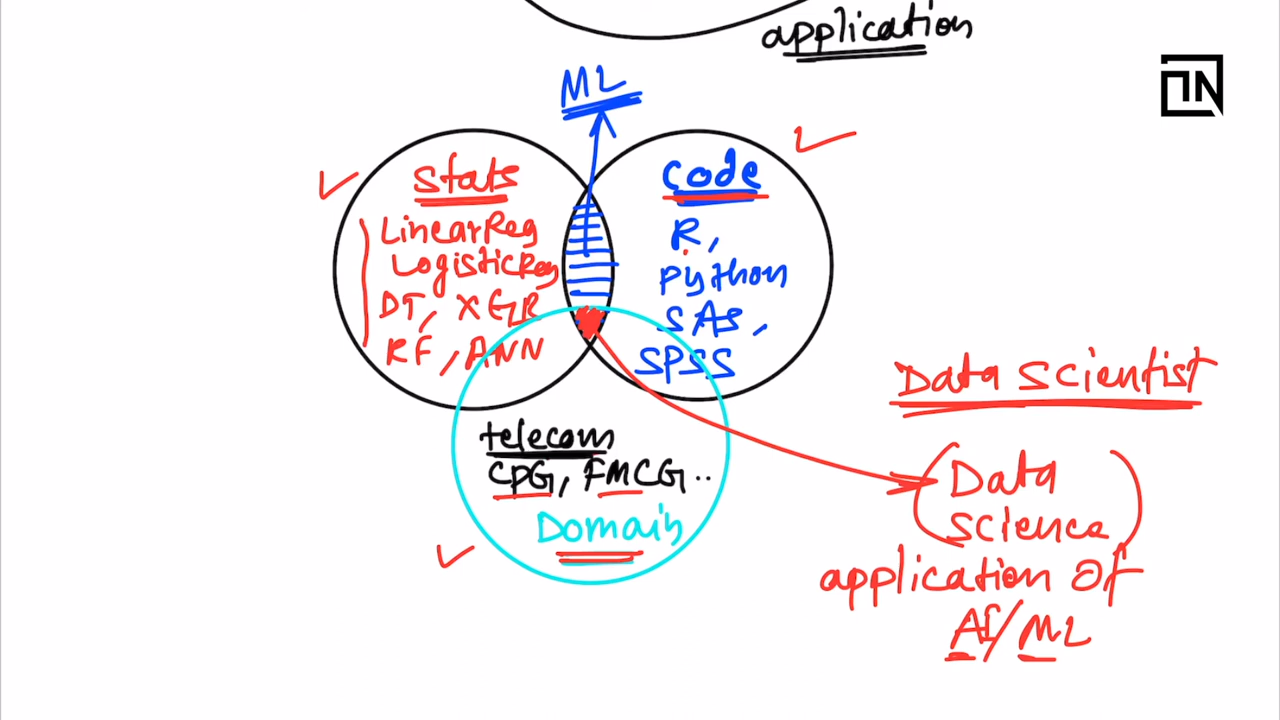 application
ML
Stats
LinearReg
LogisticReg
DT, XGR
RF, ANN
Code
R,
Python
SAS,
SPSS
telecom
CPG, FMCG..
Domain
Data Scientist
(Data
Science)
application Of
AI/ML